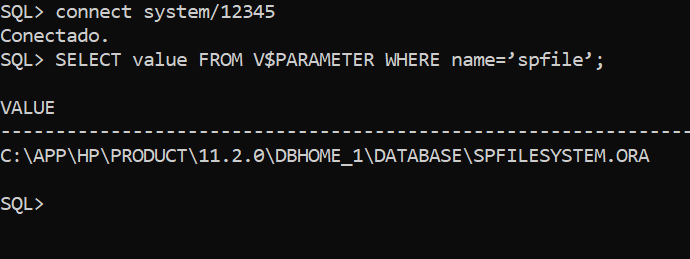 SQL> connect system/12345
Conectado.
SQL> SELECT value FROM V$PARAMETER WHERE name=’spfile’;
VALUE
--------------------------------------------------------------------
C:\APP\HP\PRODUCT\11.2.0\DBHOME_1\DATABASE\SPFILESYSTEM.ORA
SQL>